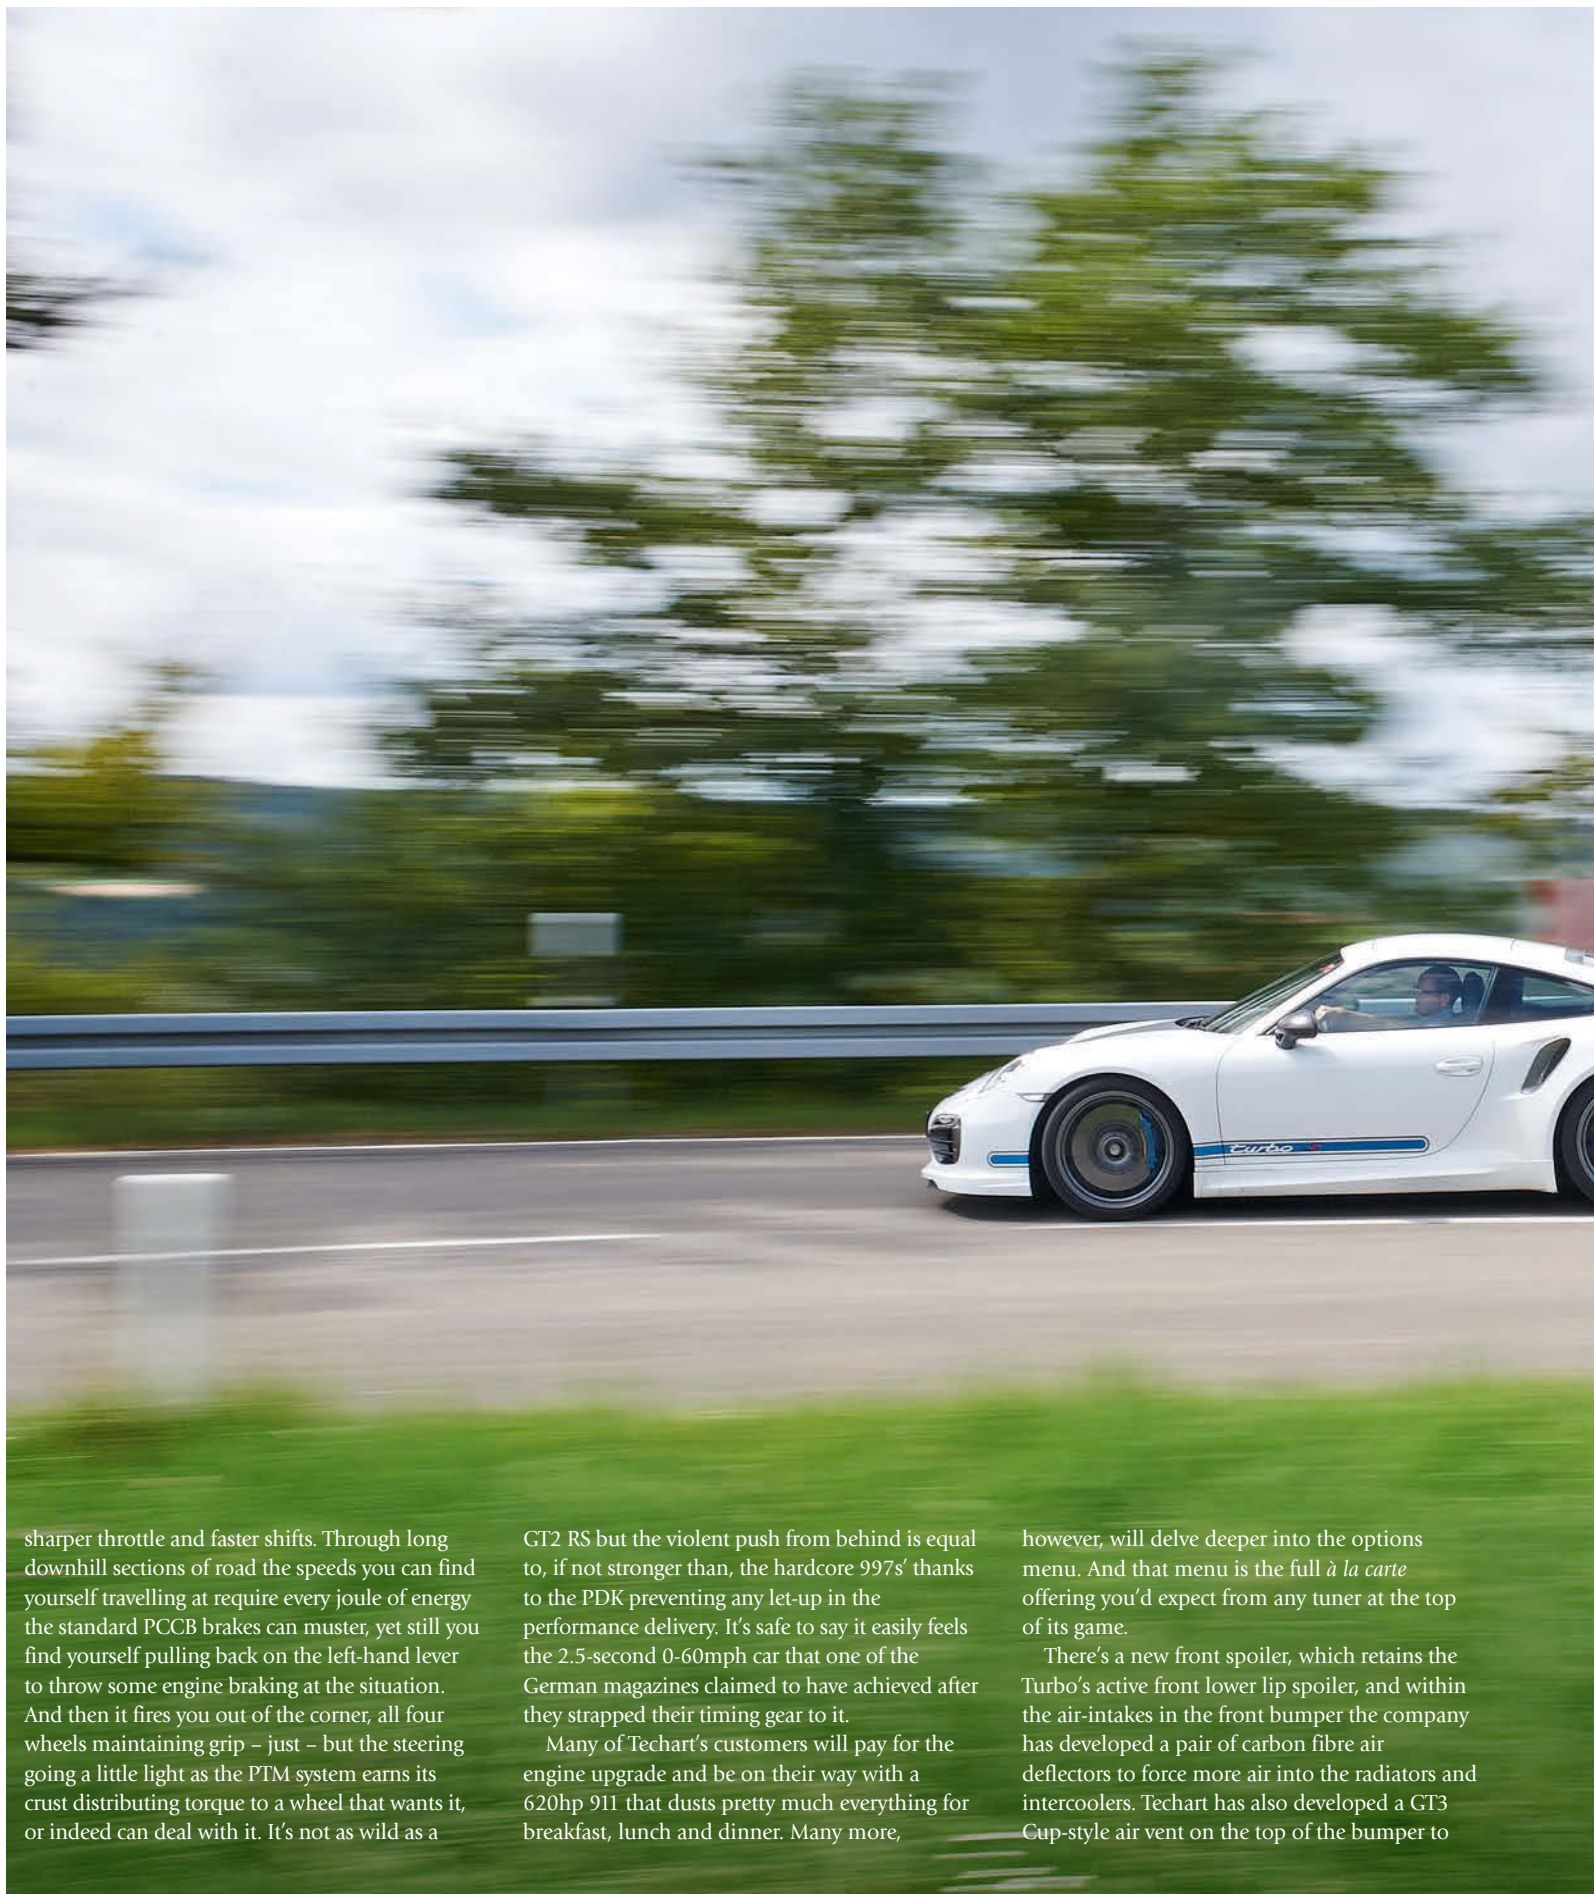 turbo S
sharper throttle and faster shifts. Through long
downhill sections of road the speeds you can find
yourself travelling at require every joule of energy
the standard PCCB brakes can muster, yet still you
find yourself pulling back on the left-hand lever
to throw some engine braking at the situation.
And then it fires you out of the corner, all four
wheels maintaining grip – just – but the steering
going a little light as the PTM system earns its
crust distributing torque to a wheel that wants it,
or indeed can deal with it. It’s not as wild as a
GT2 RS but the violent push from behind is equal
to, if not stronger than, the hardcore 997s’ thanks
to the PDK preventing any let-up in the
performance delivery. It’s safe to say it easily feels
the 2.5-second 0-60mph car that one of the
German magazines claimed to have achieved after
they strapped their timing gear to it.
Many of Techart’s customers will pay for the
engine upgrade and be on their way with a
620hp 911 that dusts pretty much everything for
breakfast, lunch and dinner. Many more,
however, will delve deeper into the options
menu. And that menu is the full à la carte
offering you’d expect from any tuner at the top
of its game.
There’s a new front spoiler, which retains the
Turbo’s active front lower lip spoiler, and within
the air-intakes in the front bumper the company
has developed a pair of carbon fibre air
deflectors to force more air into the radiators and
intercoolers. Techart has also developed a GT3
Cup-style air vent on the top of the bumper to